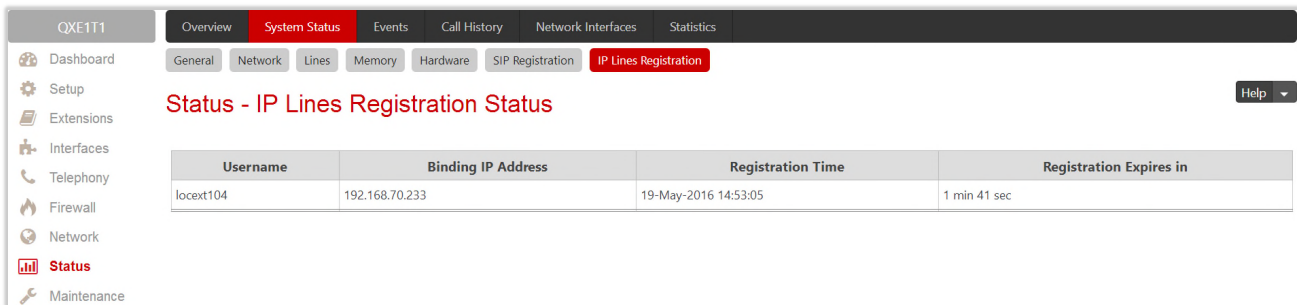 QXE1T1
Overview System Status Events Call History Network Interfaces Statistics
Dashboard
General Network Lines Memory Hardware SIP Registration IP Lines Registration
Setup
Help
Status - IP Lines Registration Status
Extensions
Interfaces
Username Binding IP Address Registration Time Registration Expires in
Telephony
locext104 192.168.70.233 19-May-2016 14:53:05 1 min 41 sec
Firewall
Network
Status
Maintenance